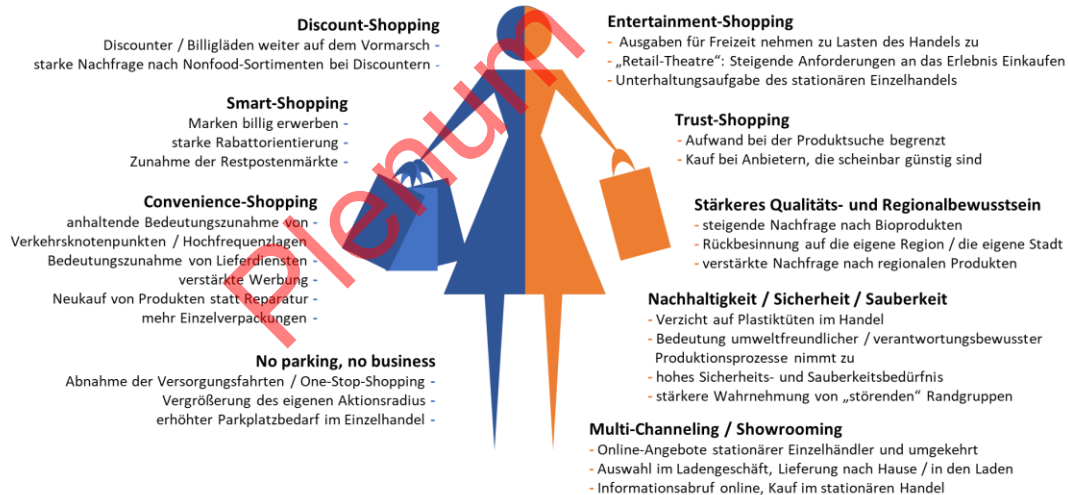 Discount-Shopping
Discounter / Billigläden weiter auf dem Vormarsch -
starke Nachfrage nach Nonfood-Sortimenten bei Discountern -
Smart-Shopping
Marken billig erwerben -
starke Rabattorientierung -
Zunahme der Restpostenmärkte -
Convenience-Shopping
anhaltende Bedeutungszunahme von -
Verkehrsknotenpunkten / Hochfrequenzlagen
Bedeutungszunahme von Lieferdiensten -
verstärkte Werbung -
Neukauf von Produkten statt Reparatur -
mehr Einzelverpackungen -
No parking, no business
Abnahme der Versorgungsfahrten / One-Stop-Shopping -
Vergrößerung des eigenen Aktionsradius -
erhöhter Parkplatzbedarf im Einzelhandel -
Entertainment-Shopping
- Ausgaben für Freizeit nehmen zu Lasten des Handels zu
- „Retail-Theatre“: Steigende Anforderungen an das Erlebnis Einkaufen
- Unterhaltungsaufgabe des stationären Einzelhandels
Trust-Shopping
- Aufwand bei der Produktsuche begrenzt
- Kauf bei Anbietern, die scheinbar günstig sind
Stärkeres Qualitäts- und Regionalbewusstsein
- steigende Nachfrage nach Bioprodukten
- Rückbesinnung auf die eigene Region / die eigene Stadt
- verstärkte Nachfrage nach regionalen Produkten
Nachhaltigkeit / Sicherheit / Sauberkeit
- Verzicht auf Plastiktüten im Handel
- Bedeutung umweltfreundlicher / verantwortungsbewusster
Produktionsprozesse nimmt zu
- hohes Sicherheits- und Sauberkeitsbedürfnis
- stärkere Wahrnehmung von „störenden“ Randgruppen
Multi-Channeling / Showrooming
- Online-Angebote stationärer Einzelhändler und umgekehrt
- Auswahl im Ladengeschäft, Lieferung nach Hause / in den Laden
- Informationsabruf online, Kauf im stationären Handel
Plenum